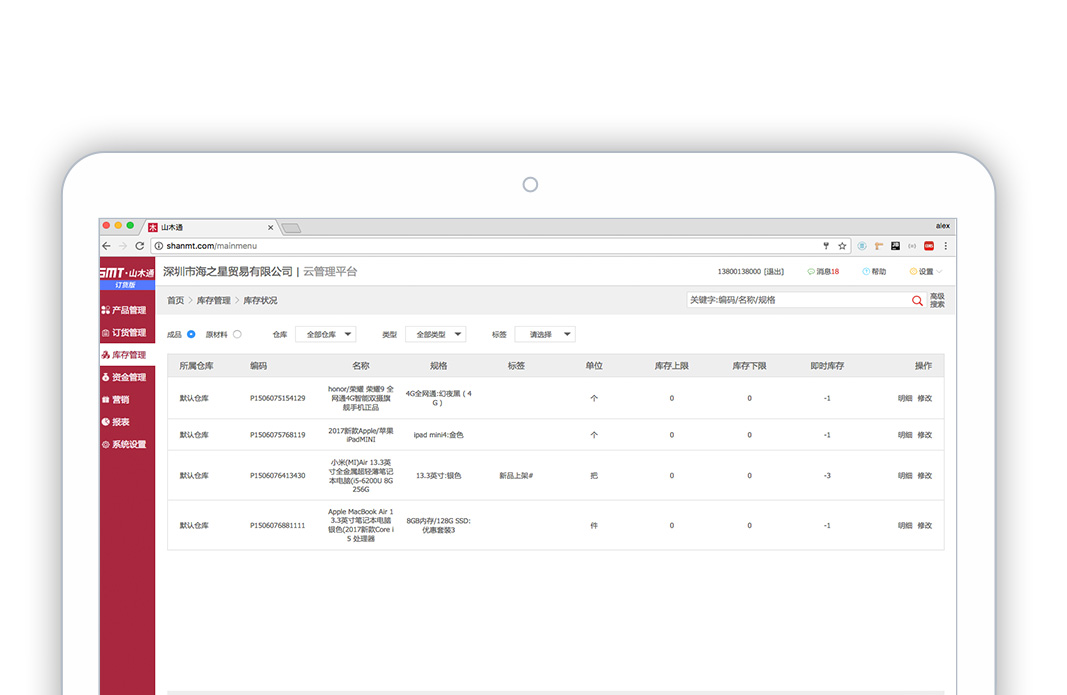 山木通
alex
shanmt.com/mainmenu
SMT·山木通
订货版
深圳市海之星贸易有限公司 | 云管理平台
13800138000 [退出] 消息18 帮助 设置
首页 > 库存管理 > 库存状况
关键字:编码/名称/规格
高级
搜索
产品管理
订货管理
库存管理
资金管理
营销
报表
系统设置
成品 原材料 仓库 全部仓库 类型 全部类型 标签 请选择
所属仓库 编码 名称 规格 标签 单位 库存上限 库存下限 即时库存 操作
默认仓库 P1506075154129
honor/荣耀 荣耀9 全
网通4G智能双摄旗
舰手机正品
4G全网通:幻夜黑 ( 4
G )
个 0 0 -1 明细 修改
默认仓库 P1506075768119
2017新款Apple/苹果
iPadMINI
ipad mini4:金色
个 0 0 -1 明细 修改
默认仓库 P1506076413430
小米(MI)Air 13.3英
寸全金属超轻薄笔记
本电脑(i5-6200U 8G
256G
13.3英寸:银色 新品上架#
把 0 0 -3 明细 修改
默认仓库 P1506076881111
Apple MacBook Air 1
3.3英寸笔记本电脑
银色(2017新款Core i
5 处理器
8GB内存/128G SSD:
优惠套装3
件 0 0 -1 明细 修改